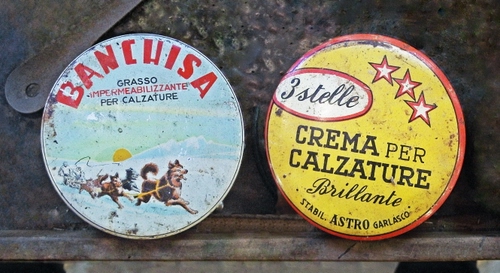 BANCHISA
GRASSO
IMPERMEABILIZZANTE
PER CALZATURE
3 stelle
CREMA PER
CALZATURE
Brillante
STABIL. ASTRO GARLASCO